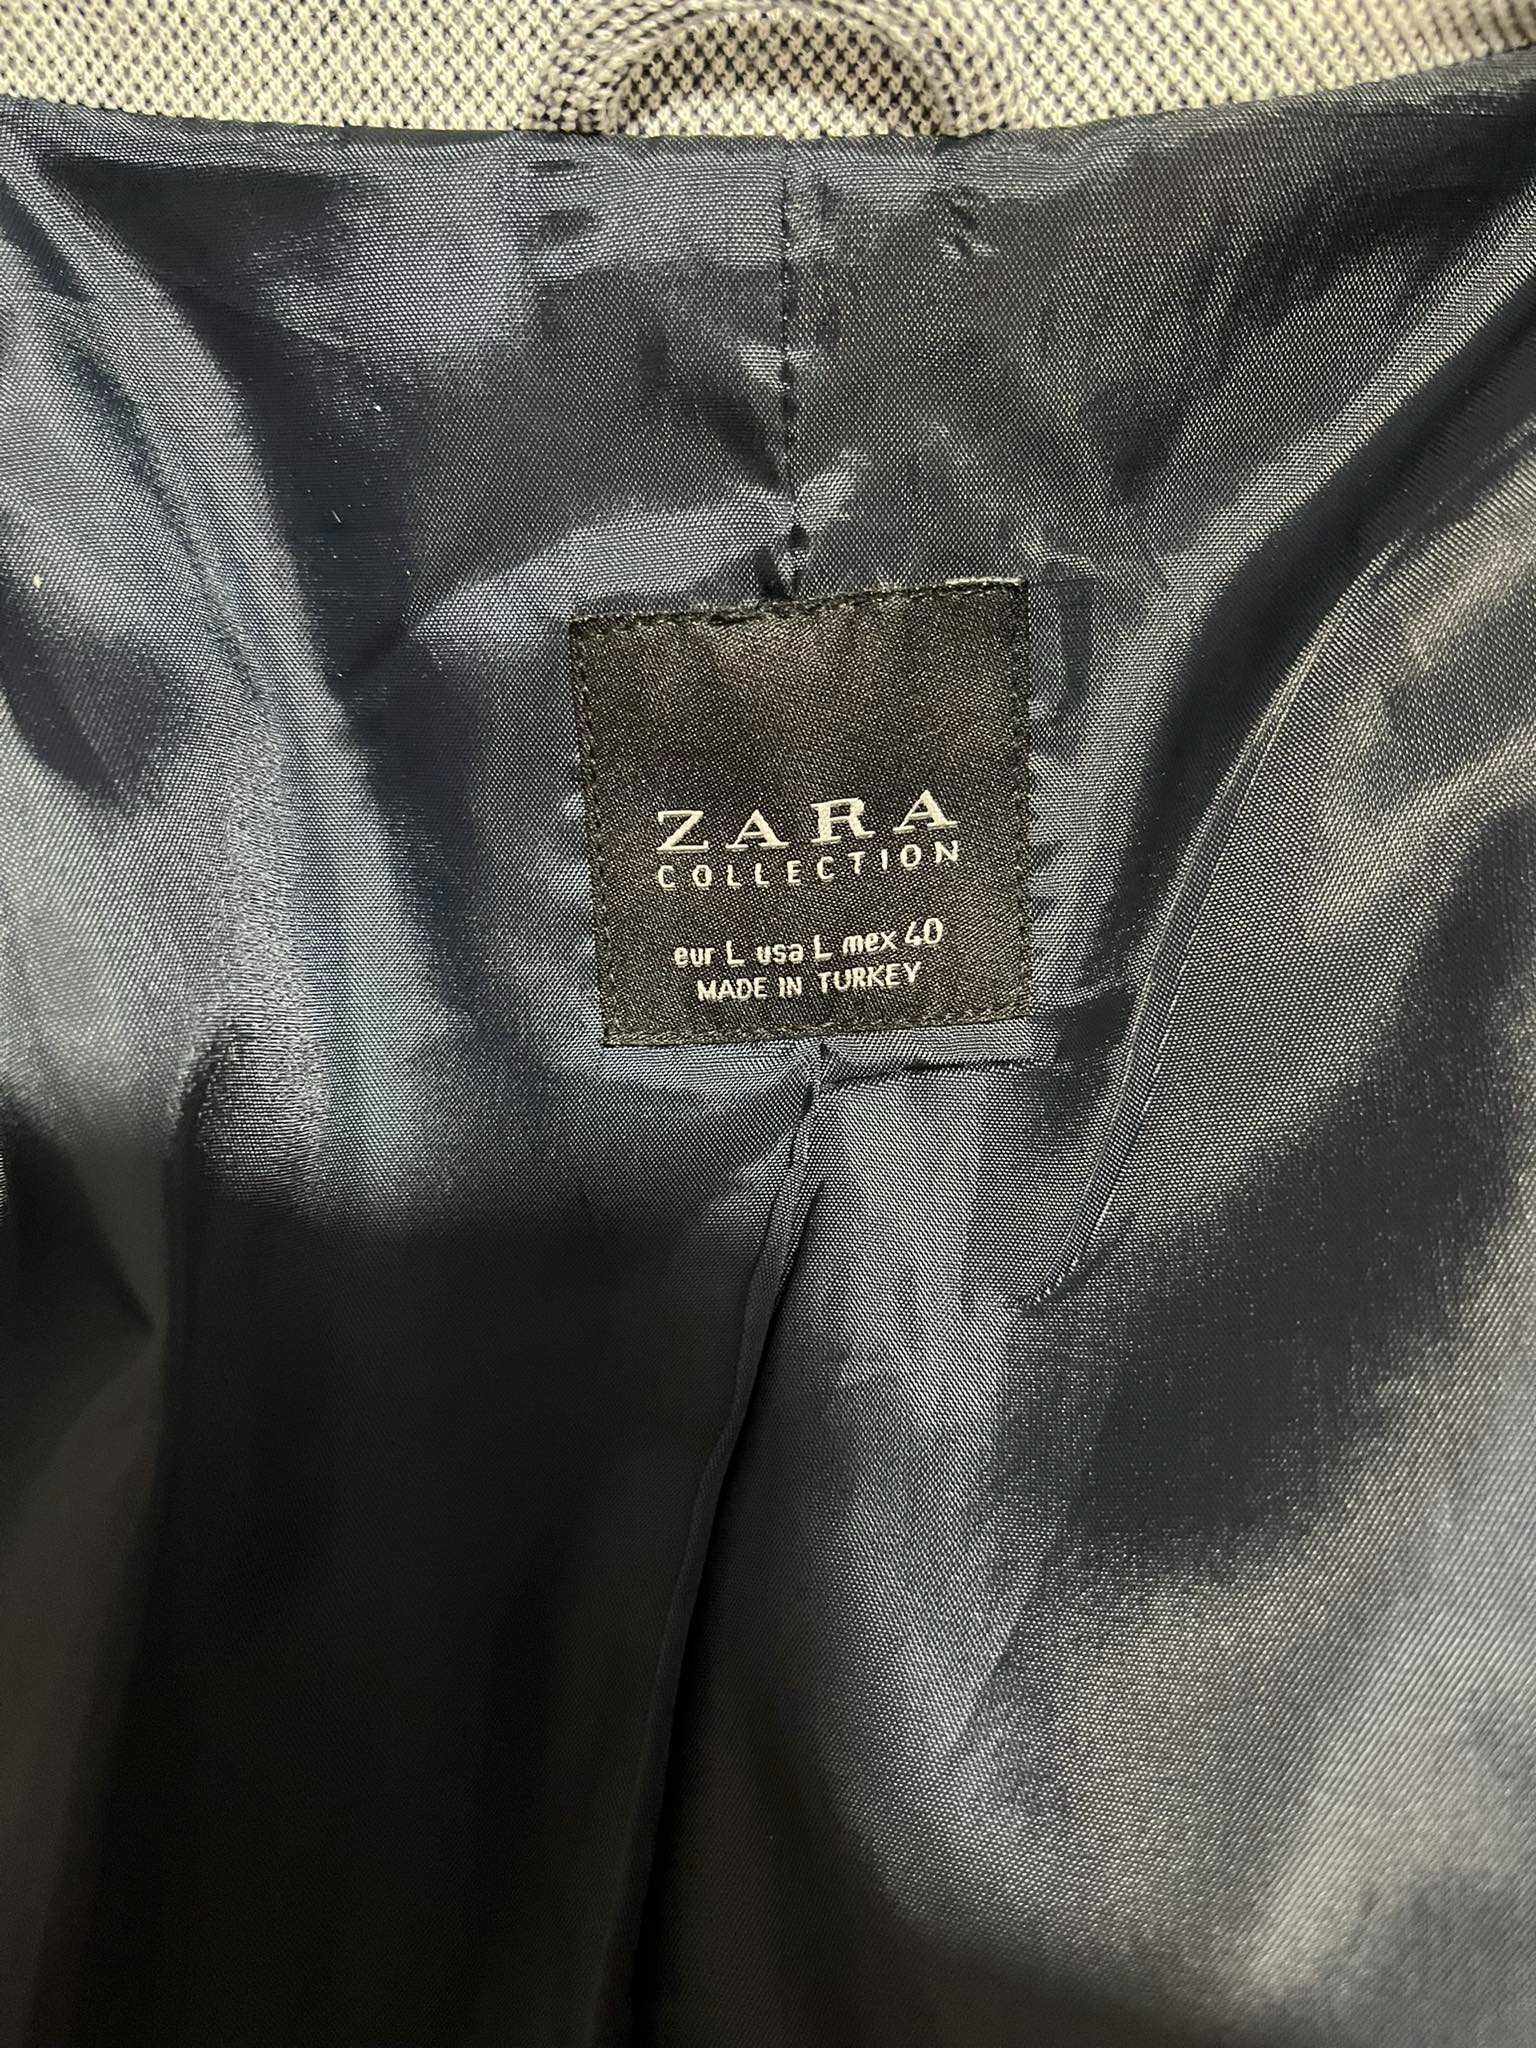 ZARA
COLLECTION
eur L usa L mex 40
MADE IN TURKEY